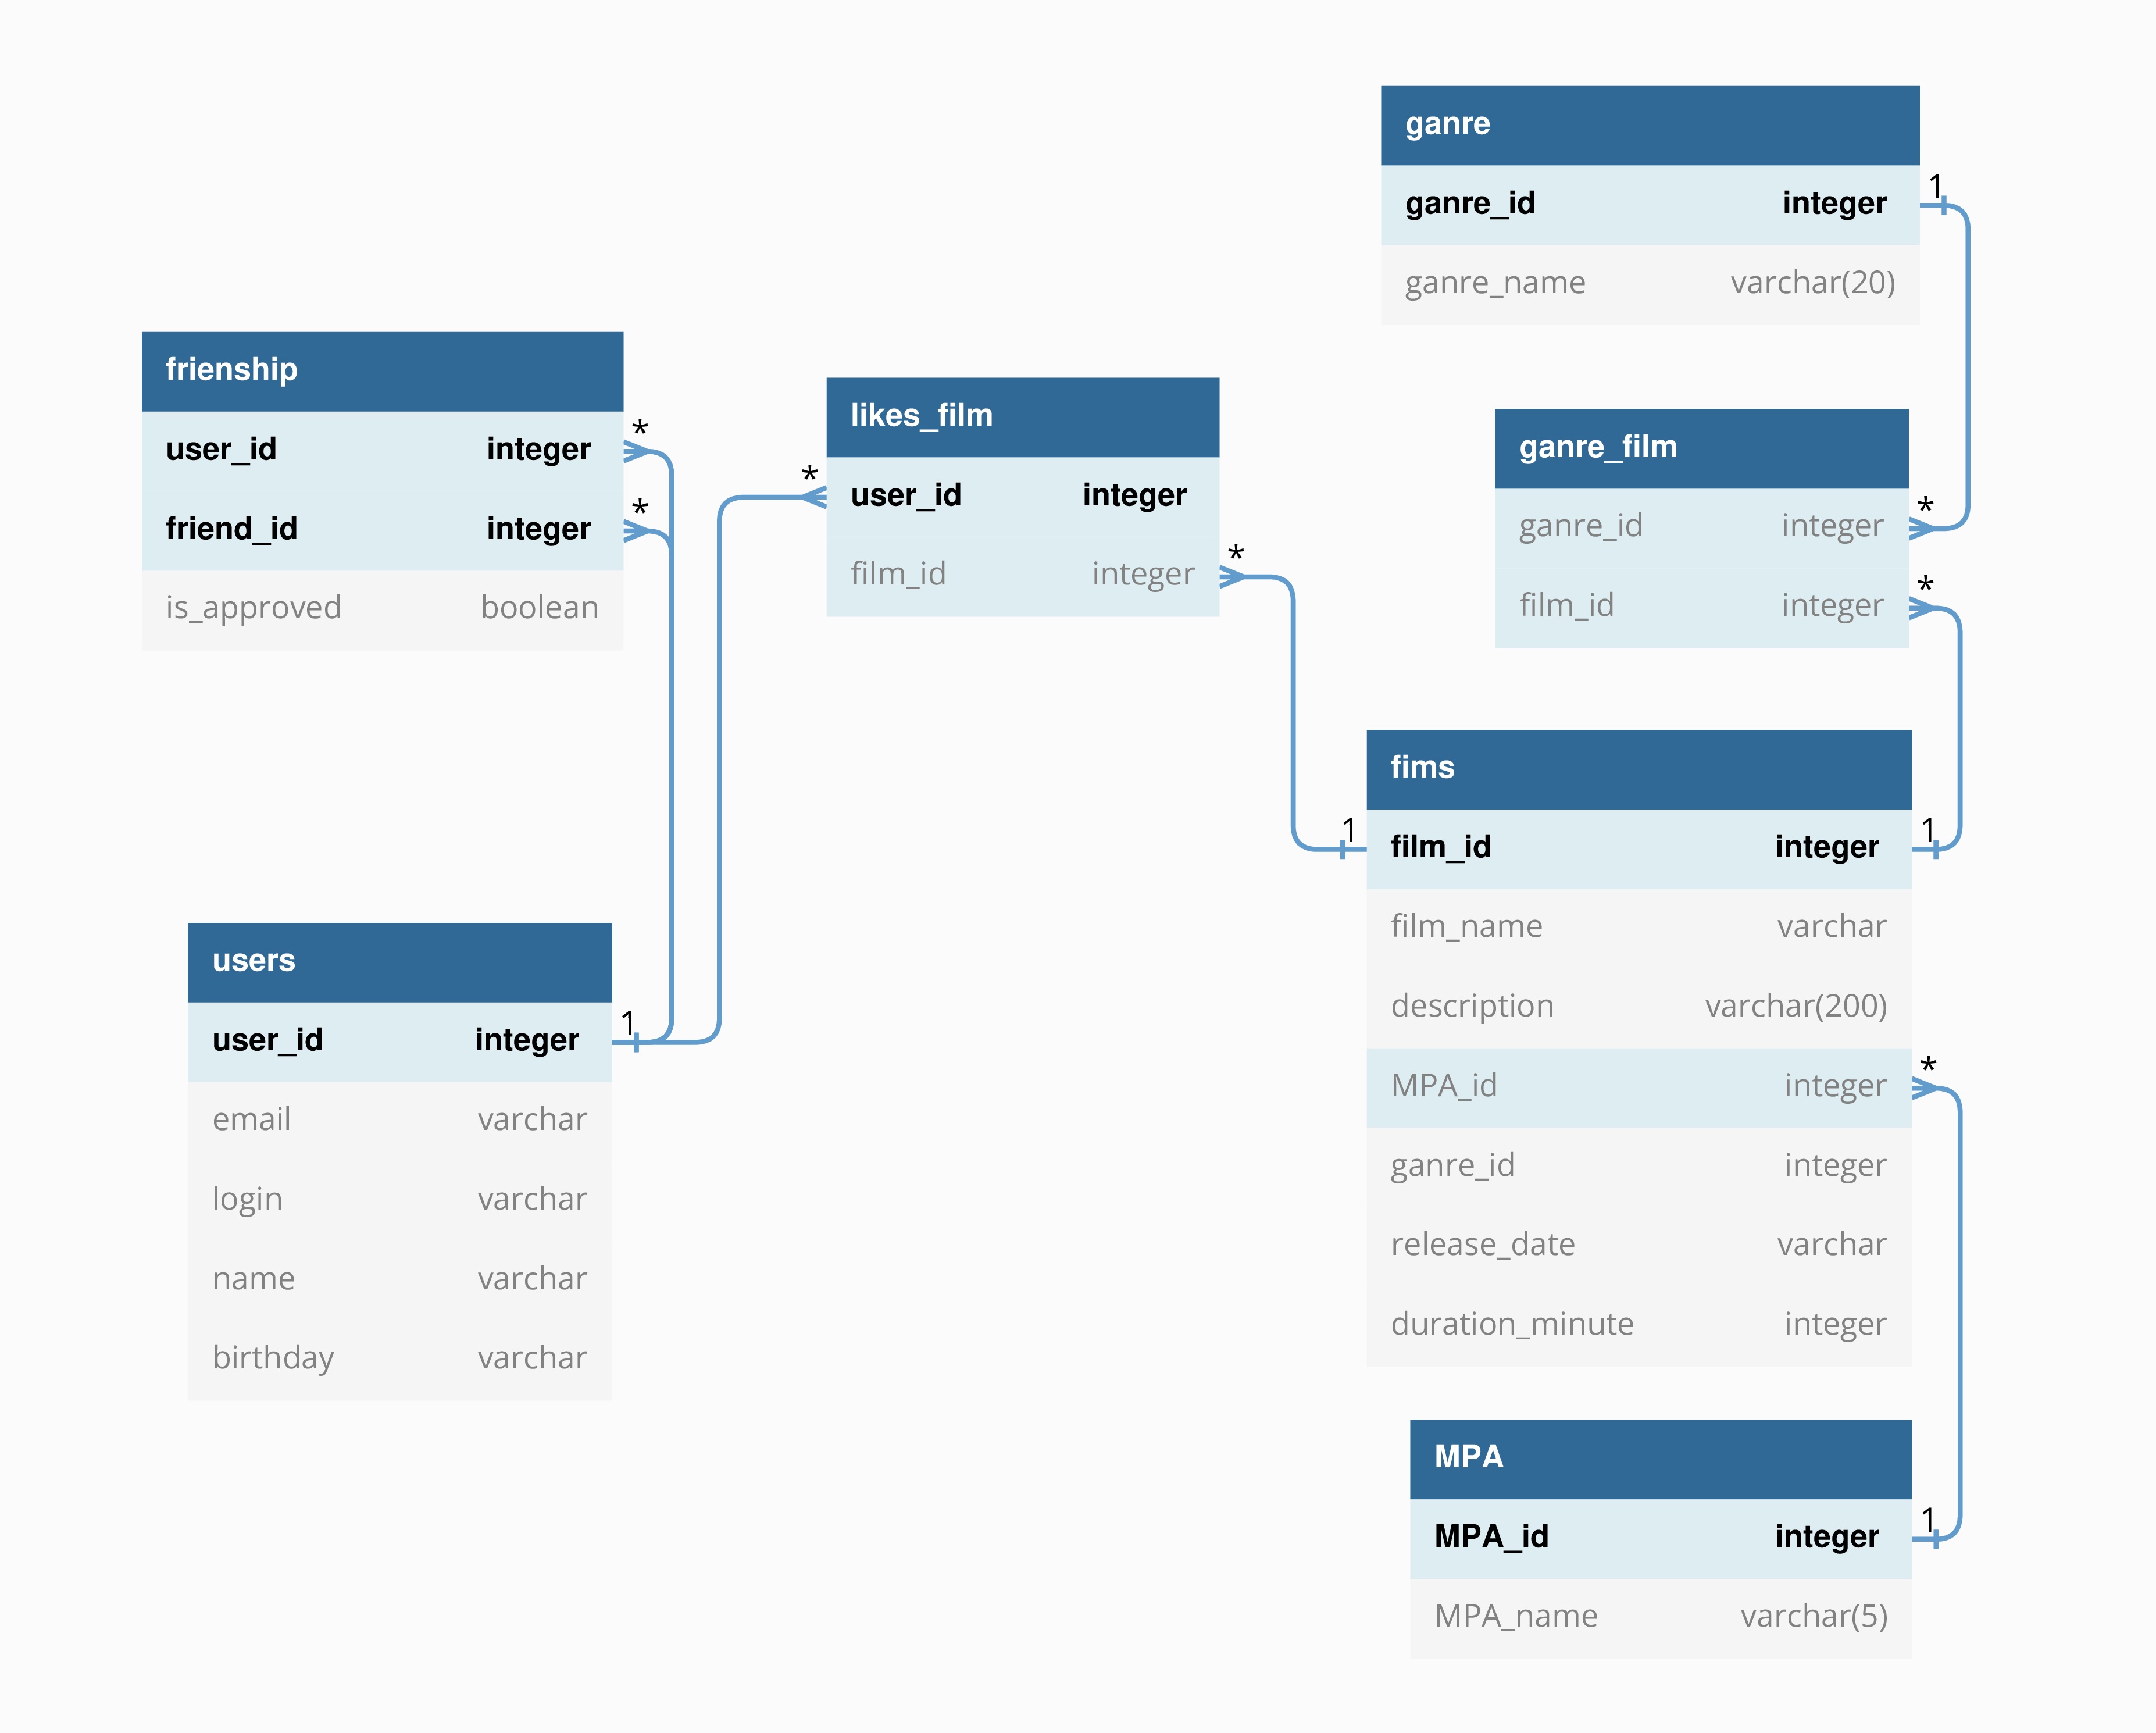 ganre
ganre_id integer 1
ganre_name varchar(20)
frienship
user_id integer *
friend_id integer *
is_approved boolean
likes_film
* user_id integer
film_id integer *
ganre_film
ganre_id integer *
film_id integer *
fims
1 film_id integer 1
film_name varchar
description varchar(200)
MPA_id integer *
ganre_id integer
release_date varchar
duration_minute integer
users
user_id integer 1
email varchar
login varchar
name varchar
birthday varchar
MPA
MPA_id integer 1
MPA_name varchar(5)